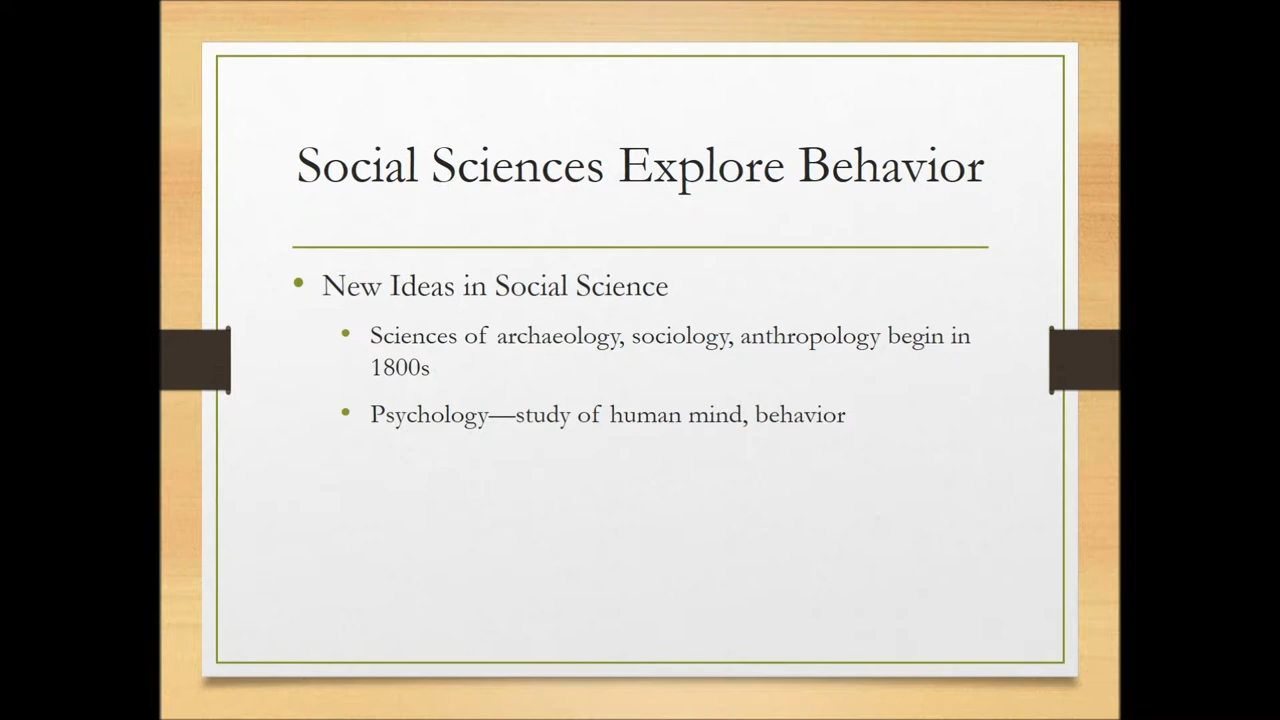 Social Sciences Explore Behavior
• New Ideas in Social Science
• Sciences of archaeology, sociology, anthropology begin in
1800s
• Psychology—study of human mind, behavior